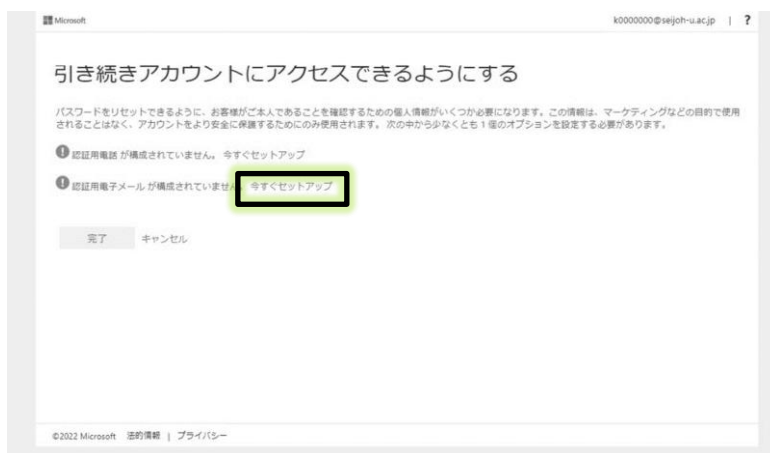 Microsoft
k0000000@seijoh-u.ac.jp | ?
引き続きアカウントにアクセスできるようにする
パスワードをリセットできるように、お客様がご本人であることを確認するための個人情報がいくつか必要になります。この情報は、マーケティングなどの目的で使用
されることはなく、アカウントをより安全に保護するためにのみ使用されます。 次の中から少なくとも 1 個のオプションを設定する必要があります。
認証用電話 が構成されていません。 今すぐセットアップ
認証用電子メール が構成されていません 今すぐセットアップ
完了 キャンセル
©2022 Microsoft 法的情報 | プライバシー